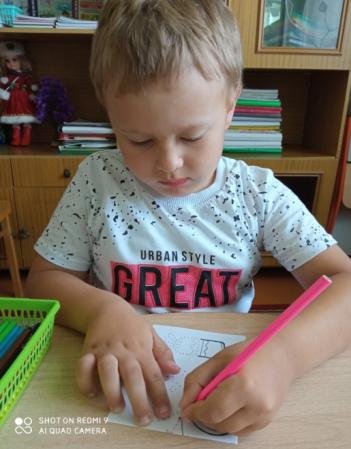 URBAN STYLE
GREAT
SHOT ON REDMI 9
AI QUAD CAMERA